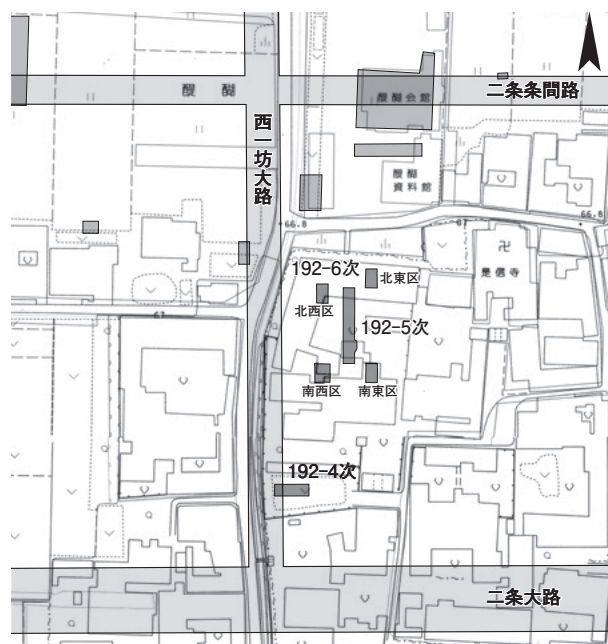 醍醐
二条条間路
醍醐会館
西一坊大路
醍醐
資料館
66.8
67
66.8
卍
是信寺
192-6次
北東区
北西区
67
192-5次
南西区
南東区
192-4次
二条大路